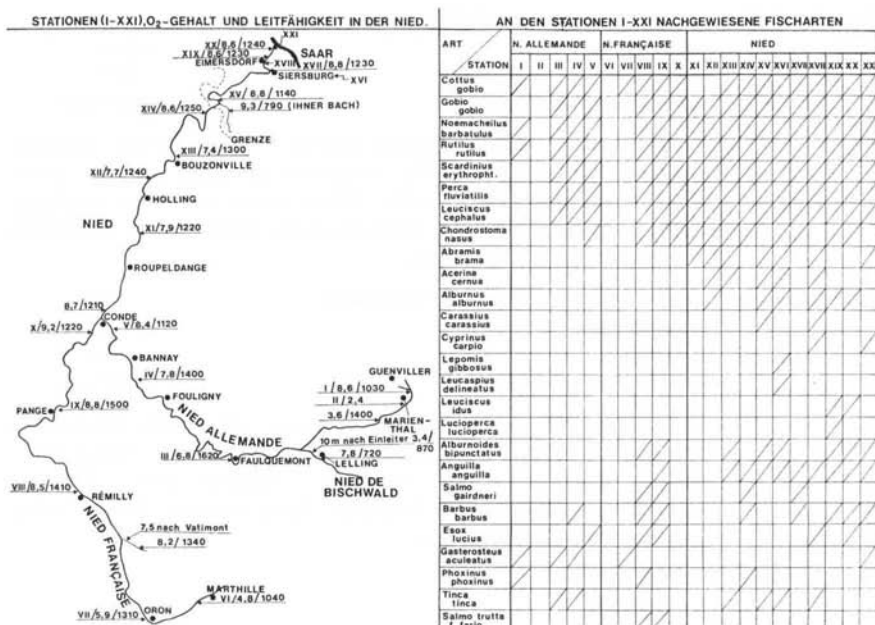 STATIONEN (I-XXI), O₂-GEHALT UND LEITFÄHIGKEIT IN DER NIED.
XXI
XX/8,6/1240
SAAR
XIX/8,6/1230
EIMERSDORF
XVIII
XVII/8,8/1230
SIERSBURG
XVI
XV/8,8/1140
9,3/790 (IHNER BACH)
XIV/8,6/1250
GRENZE
XIII/7,4/1300
BOUZONVILLE
XII/7,7/1240
HOLLING
NIED
XI/7,9/1220
ROUPELDANGE
8,7/1210
CONDE
X/9,2/1220
V/8,4/1120
BANNAY
GUENVILLER
IV/7,8/1400
I/8,6/1030
FOULIGNY
II/2,4
IX/8,8/1500
PANGE
3,6/1400
MARIEN-
THAL
NIED ALLEMANDE
10m nach Einleiter 3,4/
870
7,8/720
III/6,8/1620
FAULQUEMONT
LELLING
NIED DE
BISCHWALD
VIII/8,5/1410
RÉMILLY
7,5 nach Vatimont
8,2/1340
NIED FRANÇAISE
MARTHILLE
VI/4,8/1040
ORON
VII/5,9/1310
AN DEN STATIONEN I-XXI NACHGEWIESENE FISCHARTEN
ART N. ALLEMANDE N.FRANÇAISE NIED
STATION I II III IV V VI VII VIII IX X XI XII XIII XIV XV XVI XVII XVIII XIX XX XXI
Cottus
gobio
Gobio
gobio
Noemacheilus
barbatulus
Rutilus
rutilus
Scardinius
erythropht.
Perca
fluviatilis
Leuciscus
cephalus
Chondrostoma
nasus
Abramis
brama
Acerina
cernua
Alburnus
alburnus
Carassius
carassius
Cyprinus
carpio
Lepomis
gibbosus
Leucaspius
delineatus
Leuciscus
idus
Lucioperca
lucioperca
Alburnoides
bipunctatus
Anguilla
anguilla
Salmo
gairdneri
Barbus
barbus
Esox
lucius
Gasterosteus
aculeatus
Phoxinus
phoxinus
Tinca
tinca
Salmo trutta